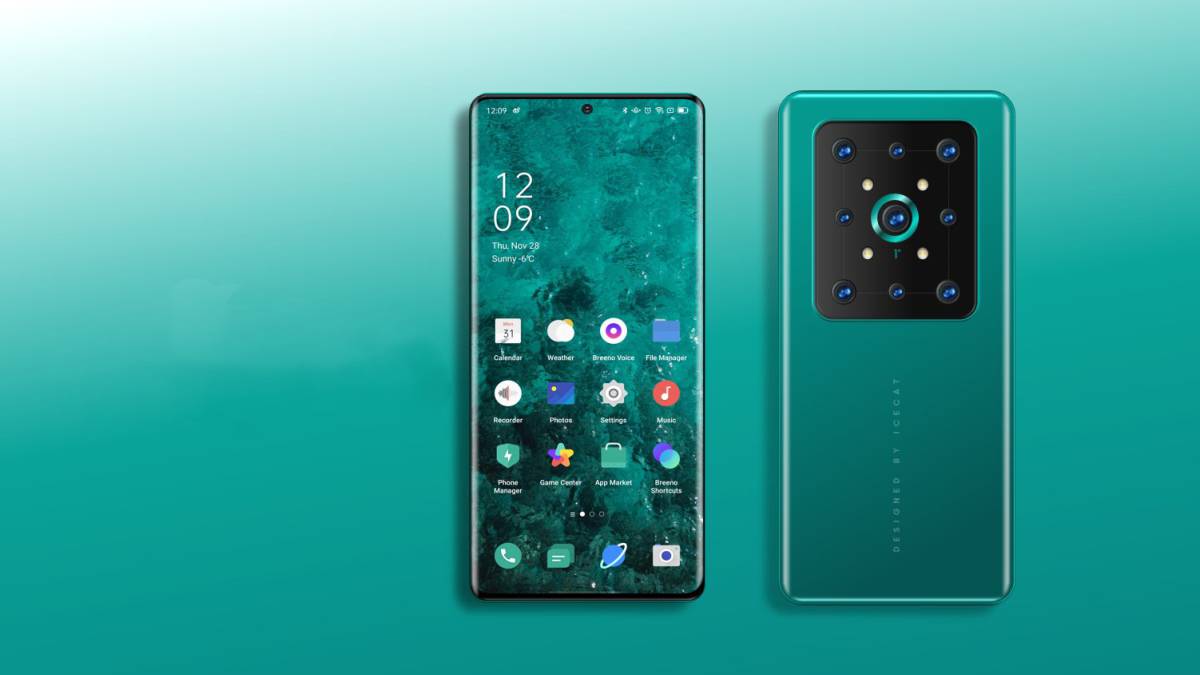 12:09
12
09
Thu, Nov 28
Sunny -6°C
31
Calendar
Weather
Breeno Voice
File Manager
Recorder
Photos
Settings
Music
Phone
Manager
Game Center
App Market
Breeno
Shortcuts
r
DESIGNED BY ICECAT